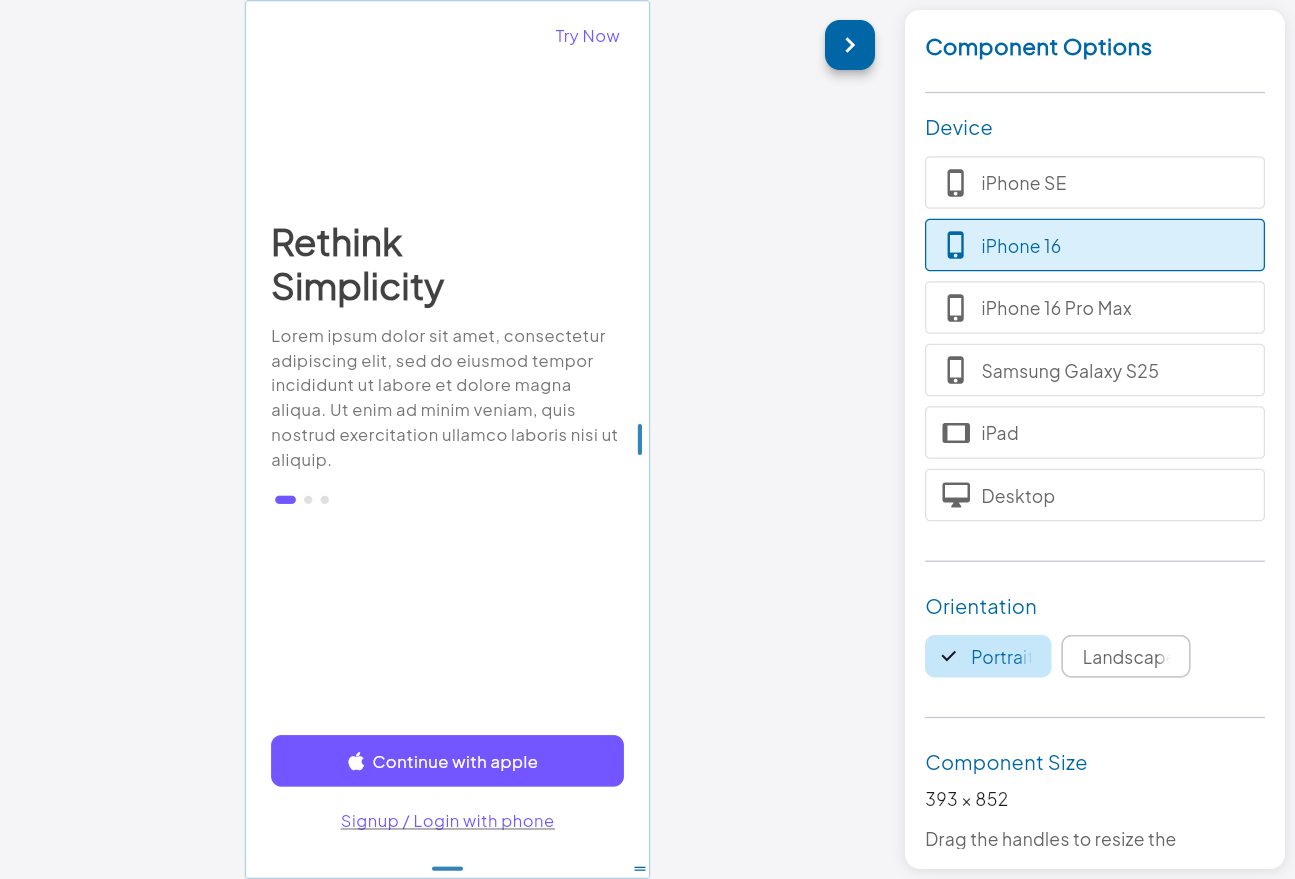 Try Now
Rethink
Simplicity
Lorem ipsum dolor sit amet, consectetur
adipiscing elit, sed do eiusmod tempor
incididunt ut labore et dolore magna
aliqua. Ut enim ad minim veniam, quis
nostrud exercitation ullamco laboris nisi ut
aliquip.
Continue with apple
Signup / Login with phone
Component Options
Device
iPhone SE
iPhone 16
iPhone 16 Pro Max
Samsung Galaxy S25
iPad
Desktop
Orientation
Portrait
Landscape
Component Size
393 × 852
Drag the handles to resize the